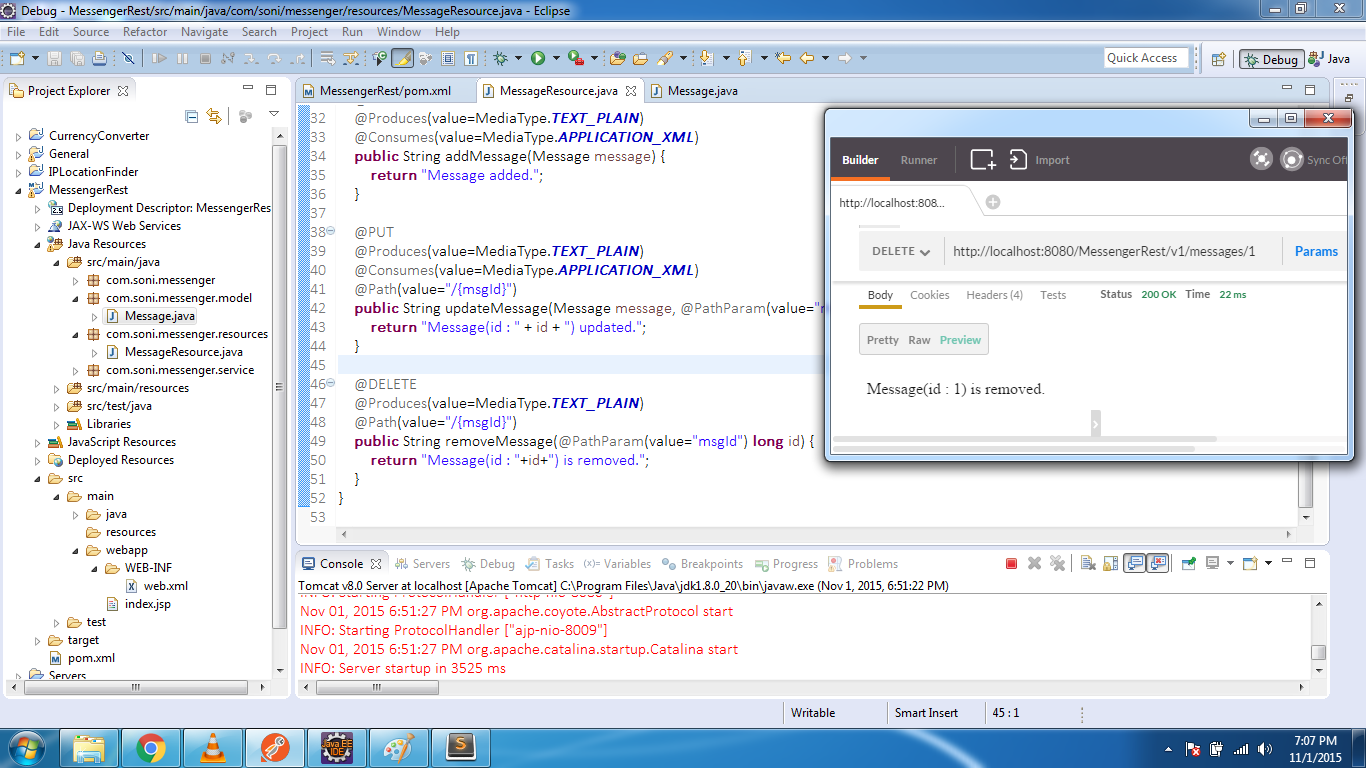 Debug - MessengerRest/src/main/java/com/soni/messenger/resources/MessageResource.java - Eclipse
File Edit Source Refactor Navigate Search Project Run Window Help
Quick Access
Debug
Java
Project Explorer
CurrencyConverter
General
IPLocationFinder
MessengerRest
Deployment Descriptor: MessengerRes
JAX-WS Web Services
Java Resources
src/main/java
com.soni.messenger
com.soni.messenger.model
Message.java
com.soni.messenger.resources
MessageResource.java
com.soni.messenger.service
src/main/resources
src/test/java
Libraries
JavaScript Resources
Deployed Resources
src
main
java
resources
webapp
WEB-INF
web.xml
index.jsp
test
target
pom.xml
Servers
MessengerRest/pom.xml
MessageResource.java
Message.java
32 @Produces(value=MediaType.TEXT_PLAIN)
33 @Consumes(value=MediaType.APPLICATION_XML)
34 public String addMessage(Message message) {
35 return "Message added.";
36 }
37
38 @PUT
39 @Produces(value=MediaType.TEXT_PLAIN)
40 @Consumes(value=MediaType.APPLICATION_XML)
41 @Path(value="/{msgId}")
42 public String updateMessage(Message message, @PathParam(value="
43 return "Message(id : " + id + ") updated.";
44 }
45
46 @DELETE
47 @Produces(value=MediaType.TEXT_PLAIN)
48 @Path(value="/{msgId}")
49 public String removeMessage(@PathParam(value="msgId") long id) {
50 return "Message(id : "+id+") is removed.";
51 }
52 }
53
Builder
Runner
Import
Sync Off
http://localhost:808...
DELETE
http://localhost:8080/MessengerRest/v1/messages/1
Params
Body Cookies Headers (4) Tests Status 200 OK Time 22 ms
Pretty Raw Preview
Message(id : 1) is removed.
Console Servers Debug Tasks (x)= Variables Breakpoints Progress Problems
Tomcat v8.0 Server at localhost [Apache Tomcat] C:\Program Files\Java\jdk1.8.0_20\bin\javaw.exe (Nov 1, 2015, 6:51:22 PM)
INFO: Starting ProtocolHandler ["http-nio-8080"]
Nov 01, 2015 6:51:27 PM org.apache.coyote.AbstractProtocol start
INFO: Starting ProtocolHandler ["ajp-nio-8009"]
Nov 01, 2015 6:51:27 PM org.apache.catalina.startup.Catalina start
INFO: Server startup in 3525 ms
Writable
Smart Insert
45 : 1
Java EE
IDE
7:07 PM
11/1/2015